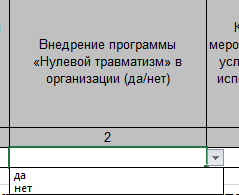 Внедрение программы
«Нулевой травматизм» в
организации (да/нет)
2
да
нет